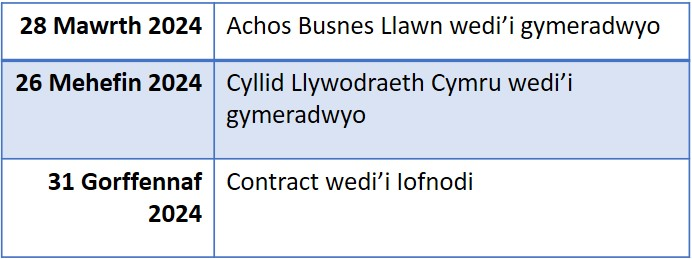 28 Mawrth 2024 Achos Busnes Llawn wedi’i gymeradwyo
26 Mehefin 2024 Cyllid Llywodraeth Cymru wedi’i
gymeradwyo
31 Gorffennaf Contract wedi’i lofnodi
2024